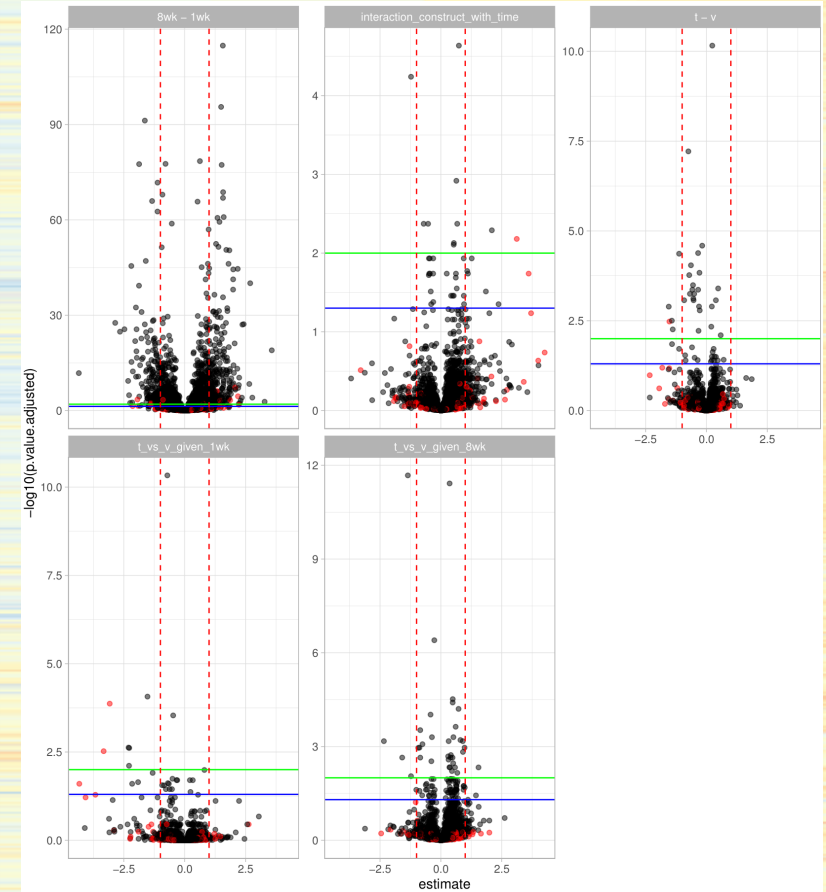 8wk − 1wk
interaction_construct_with_time
t − v
120
90
60
30
0
4
3
2
1
0
10.0
7.5
5.0
2.5
0.0
−2.5 0.0 2.5
−log10(p.value.adjusted)
t_vs_v_given_1wk
t_vs_v_given_8wk
10.0
7.5
5.0
2.5
0.0
12
9
6
3
0
−2.5 0.0 2.5
−2.5 0.0 2.5
estimate